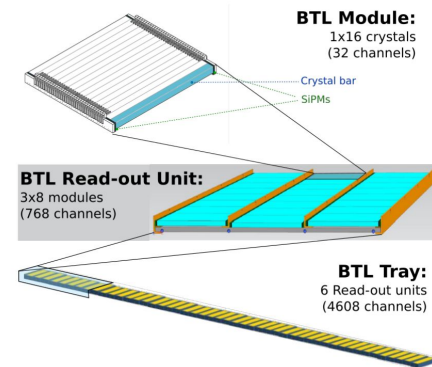 BTL Module:
1x16 crystals
(32 channels)
Crystal bar
SiPMs
BTL Read-out Unit:
3x8 modules
(768 channels)
BTL Tray:
6 Read-out units
(4608 channels)